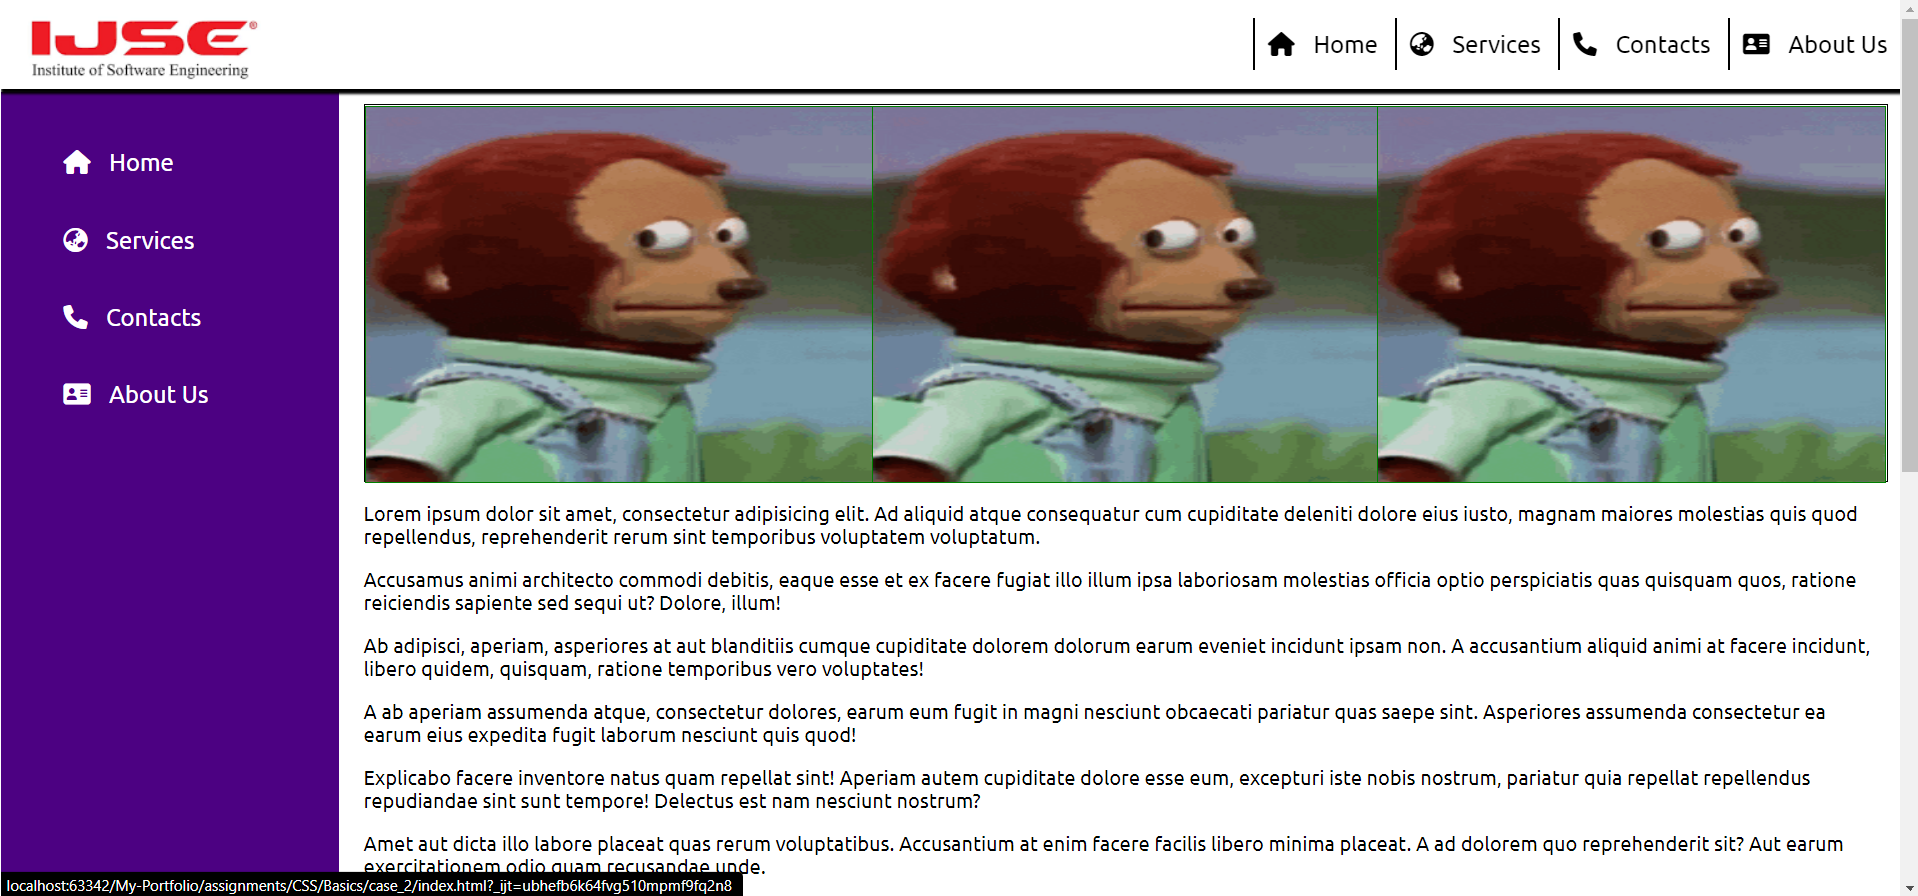 IJSE®
Institute of Software Engineering
Home
Services
Contacts
About Us
Home
Services
Contacts
About Us
Lorem ipsum dolor sit amet, consectetur adipisicing elit. Ad aliquid atque consequatur cum cupiditate deleniti dolore eius iusto, magnam maiores molestias quis quod
repellendus, reprehenderit rerum sint temporibus voluptatem voluptatum.
Accusamus animi architecto commodi debitis, eaque esse et ex facere fugiat illo illum ipsa laboriosam molestias officia optio perspiciatis quas quisquam quos, ratione
reiciendis sapiente sed sequi ut? Dolore, illum!
Ab adipisci, aperiam, asperiores at aut blanditiis cumque cupiditate dolorem dolorum earum eveniet incidunt ipsam non. A accusantium aliquid animi at facere incidunt,
libero quidem, quisquam, ratione temporibus vero voluptates!
A ab aperiam assumenda atque, consectetur dolores, earum eum fugit in magni nesciunt obcaecati pariatur quas saepe sint. Asperiores assumenda consectetur ea
earum eius expedita fugit laborum nesciunt quis quod!
Explicabo facere inventore natus quam repellat sint! Aperiam autem cupiditate dolore esse eum, excepturi iste nobis nostrum, pariatur quia repellat repellendus
repudiandae sint sunt tempore! Delectus est nam nesciunt nostrum?
Amet aut dicta illo labore placeat quas rerum voluptatibus. Accusantium at enim facere facilis libero minima placeat. A ad dolorem quo reprehenderit sit? Aut earum
exercitationem odio quam recusandae unde.
localhost:63342/My-Portfolio/assignments/CSS/Basics/case_2/index.html?_ijt=ubhefb6k64fvg510mpmf9fq2n8